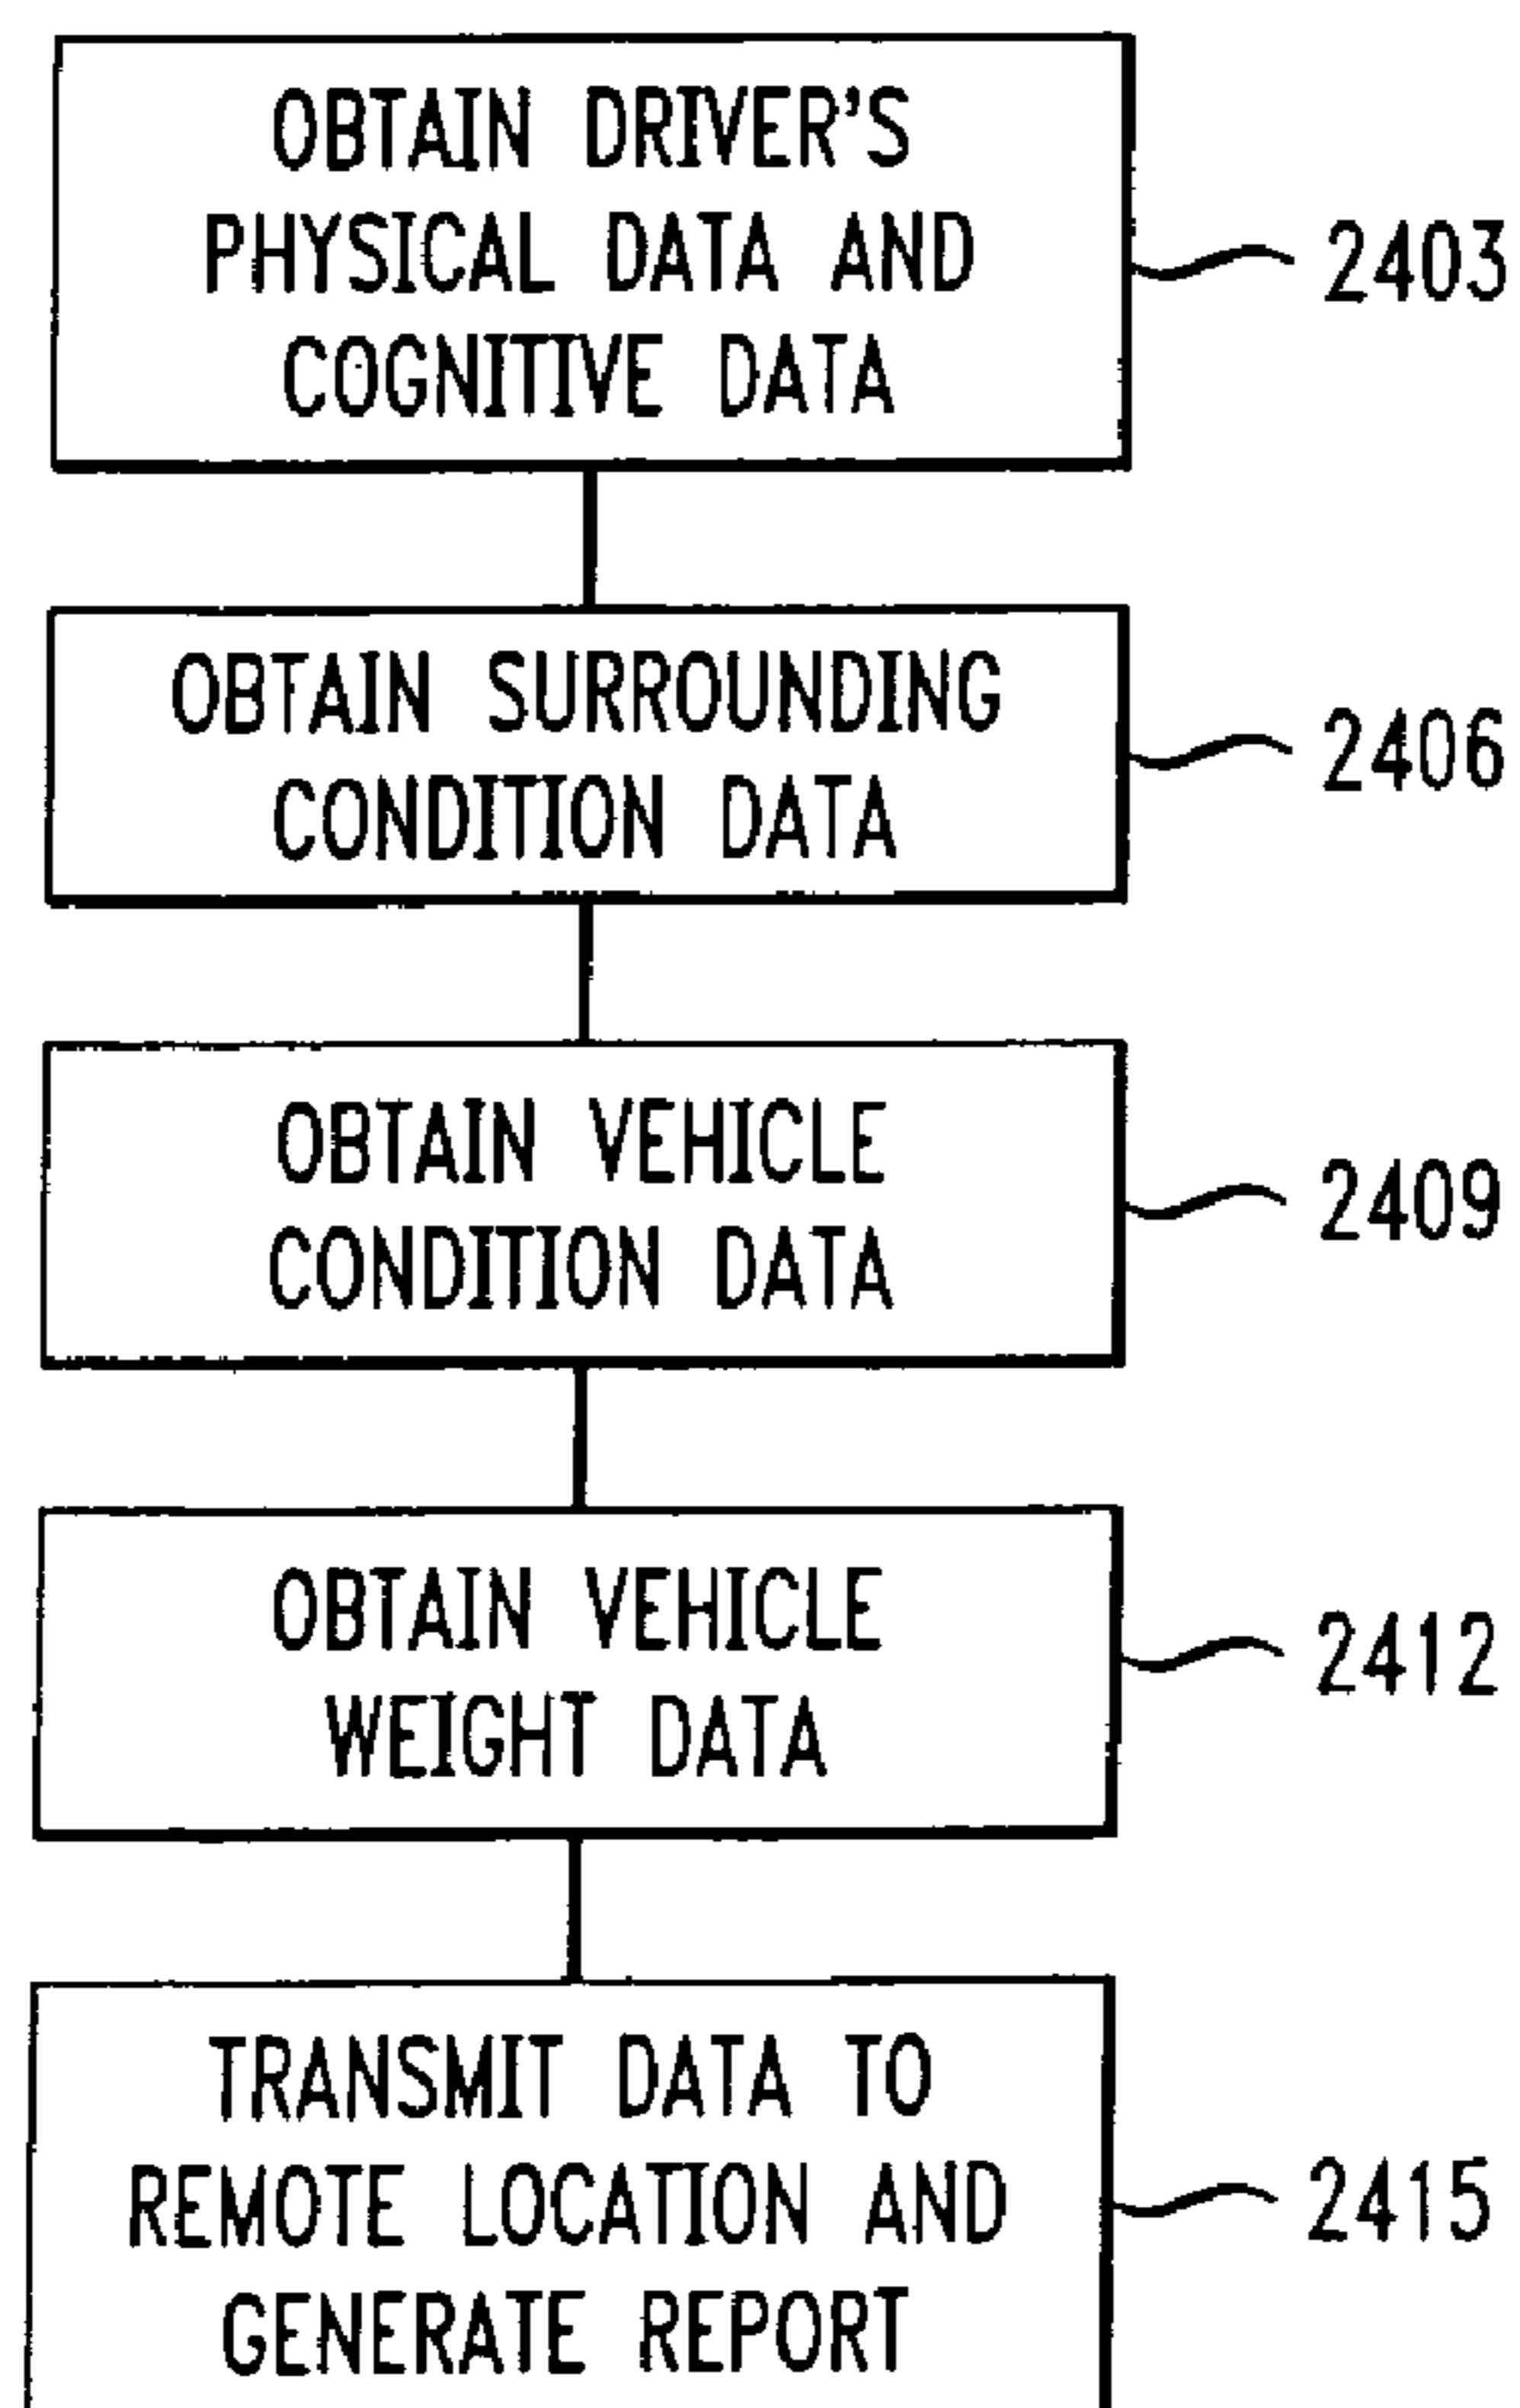 OBTAIN DRIVER'S
PHYSICAL DATA AND
COGNITIVE DATA
2403
OBTAIN SURROUNDING
CONDITION DATA
2406
OBTAIN VEHICLE
CONDITION DATA
2409
OBTAIN VEHICLE
WEIGHT DATA
2412
TRANSMIT DATA TO
REMOTE LOCATION AND
GENERATE REPORT
2415